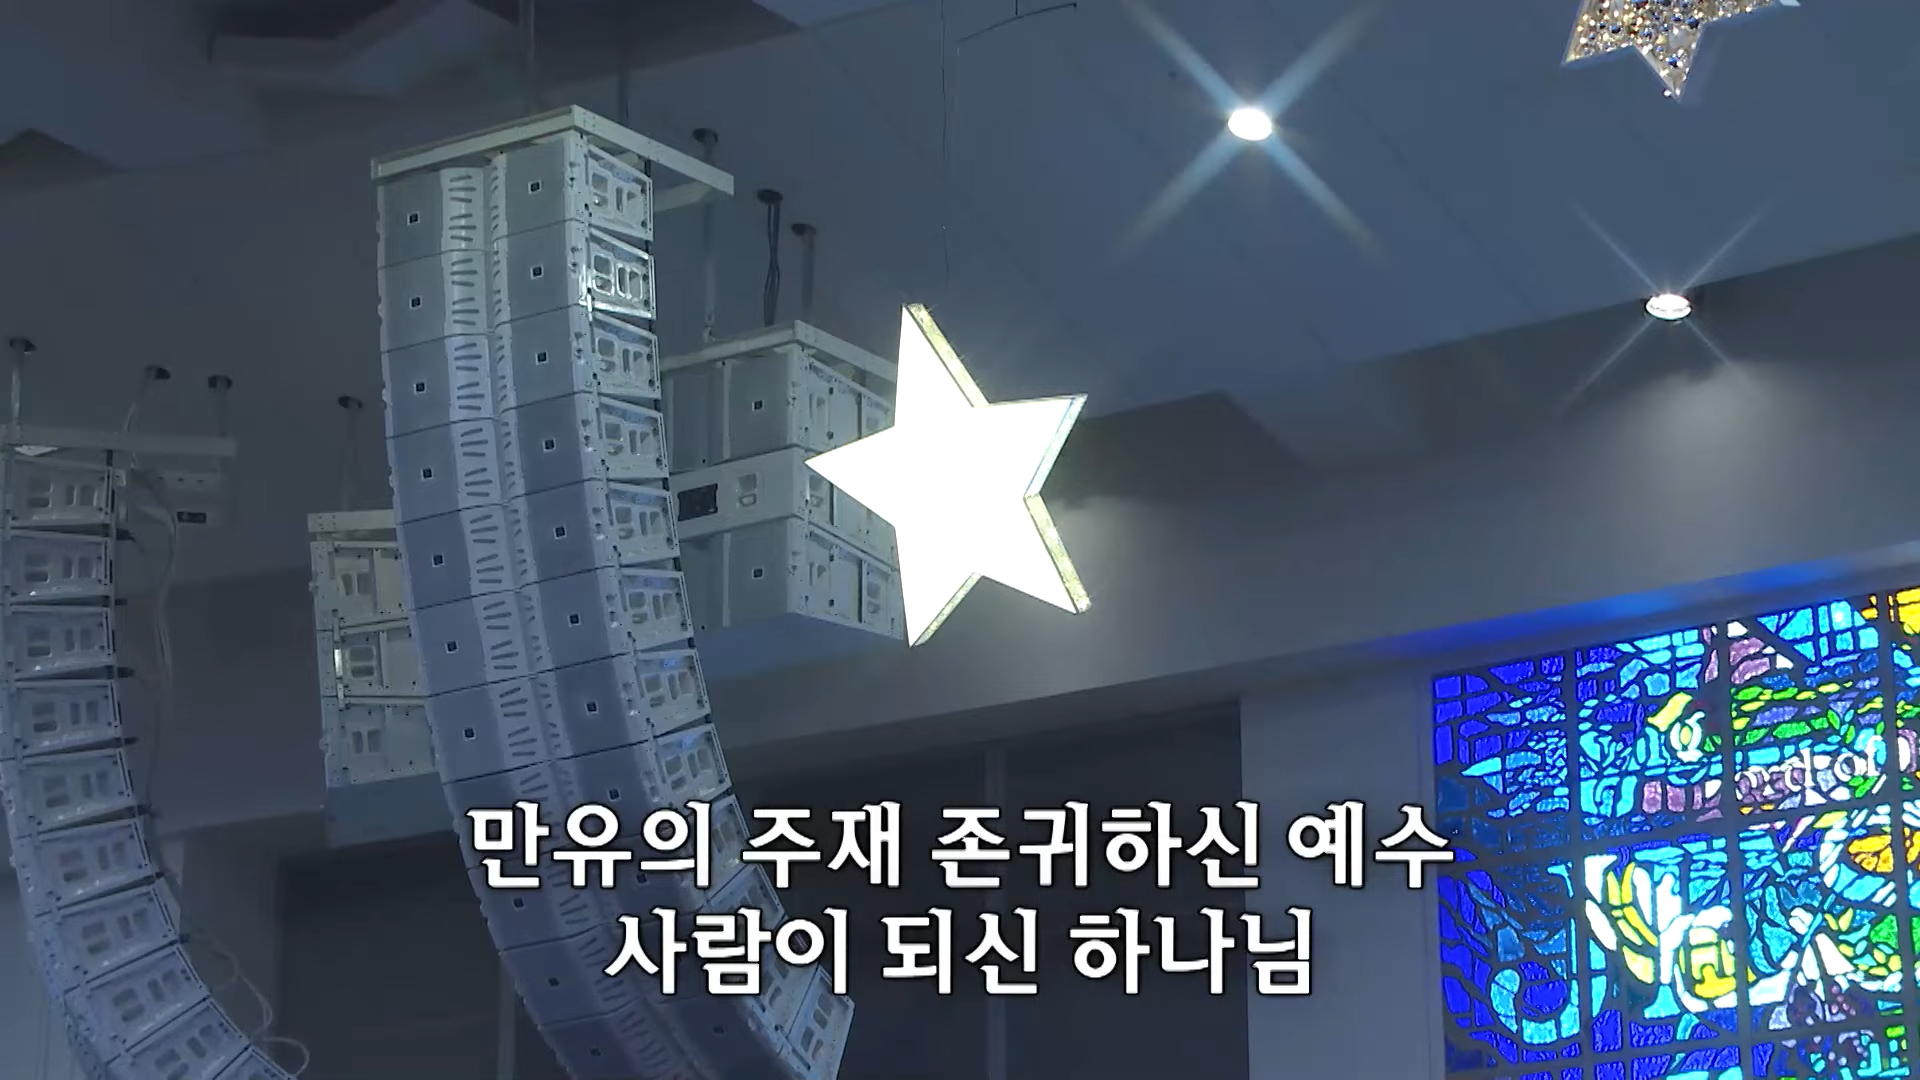 만유의 주재 존귀하신 예수
사람이 되신 하나님